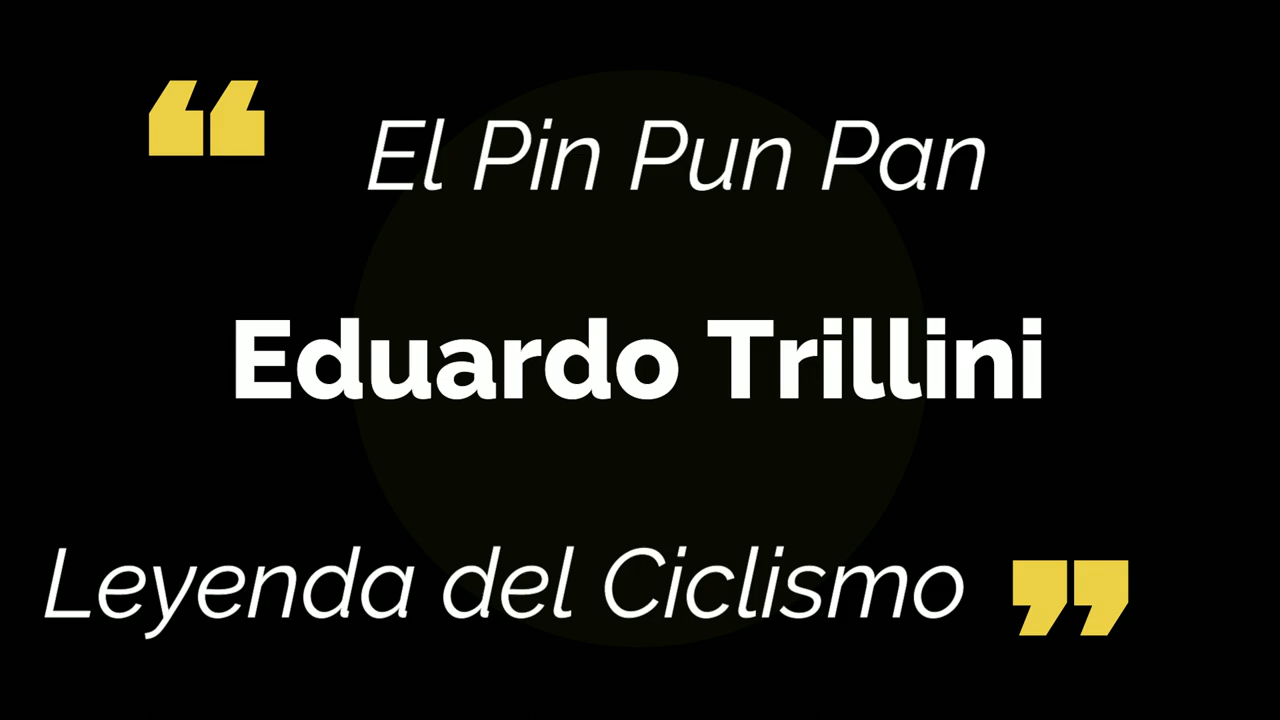 “ El Pin Pun Pan
Eduardo Trillini
Leyenda del Ciclismo ”